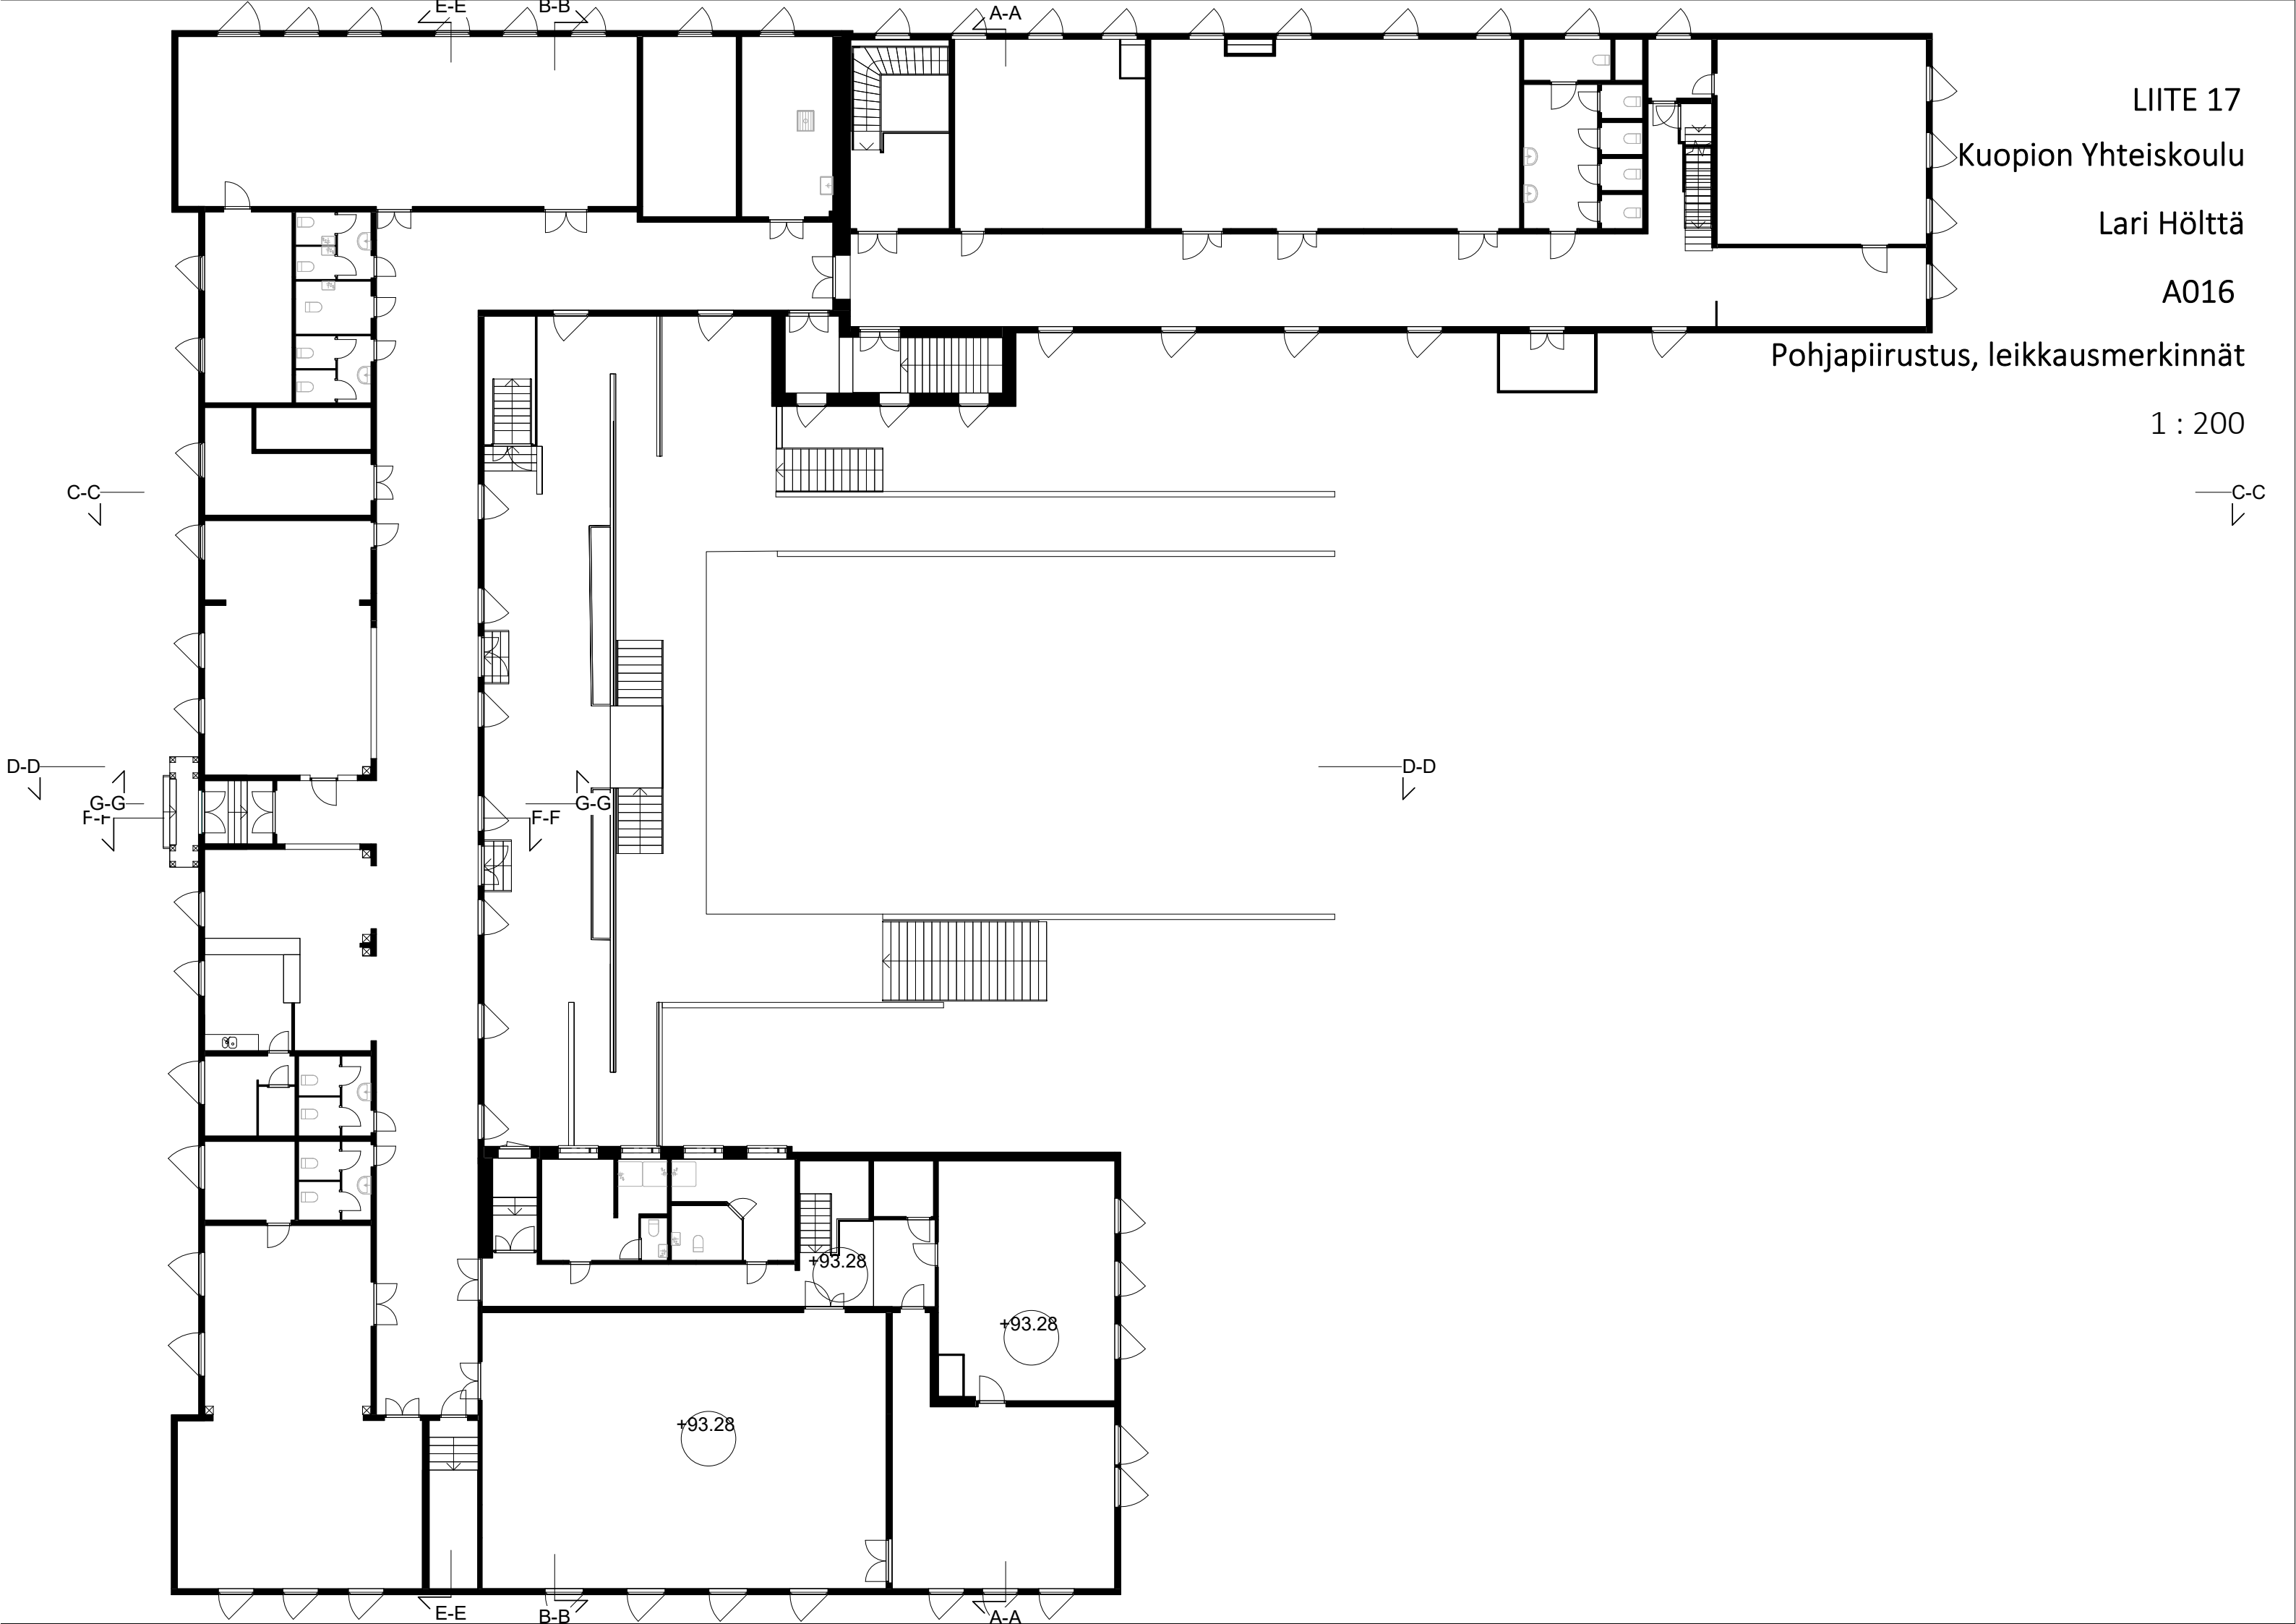 E-E
B-B
A-A
LIITE 17
Kuopion Yhteiskoulu
Lari Hölttä
A016
Pohjapiirustus, leikkausmerkinnät
1 : 200
C-C
C-C
D-D
D-D
G-G
G-G
F-F
F-F
+93.28
+93.28
+93.28
E-E
B-B
A-A